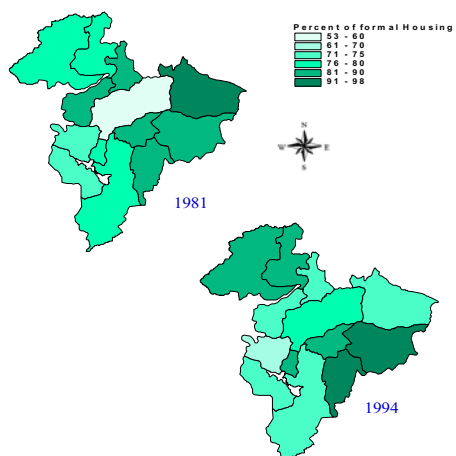 Percent of formal Housing
53 - 60
61 - 70
71 - 75
76 - 80
81 - 90
91 - 98
N
W E
S
1981
1994